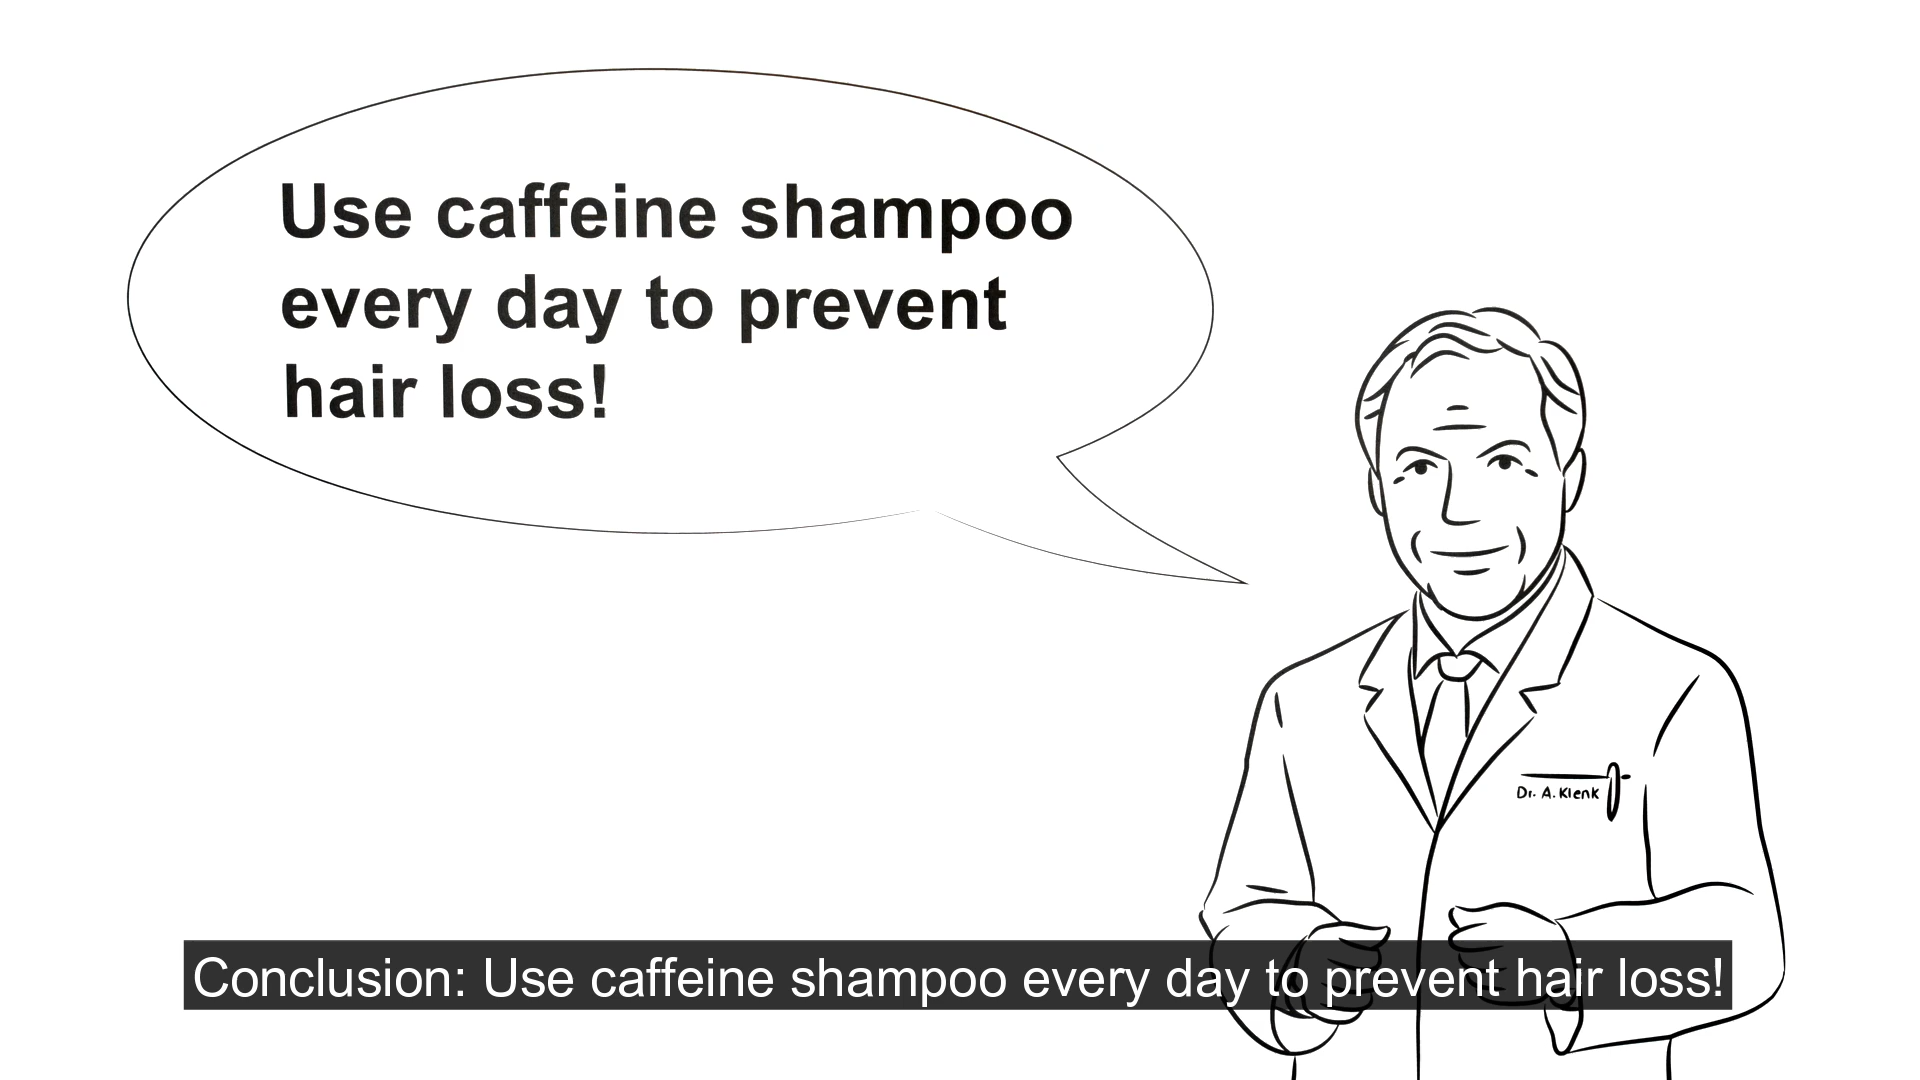 Use caffeine shampoo
every day to prevent
hair loss!
Dr. A. Klenk
Conclusion: Use caffeine shampoo every day to prevent hair loss!